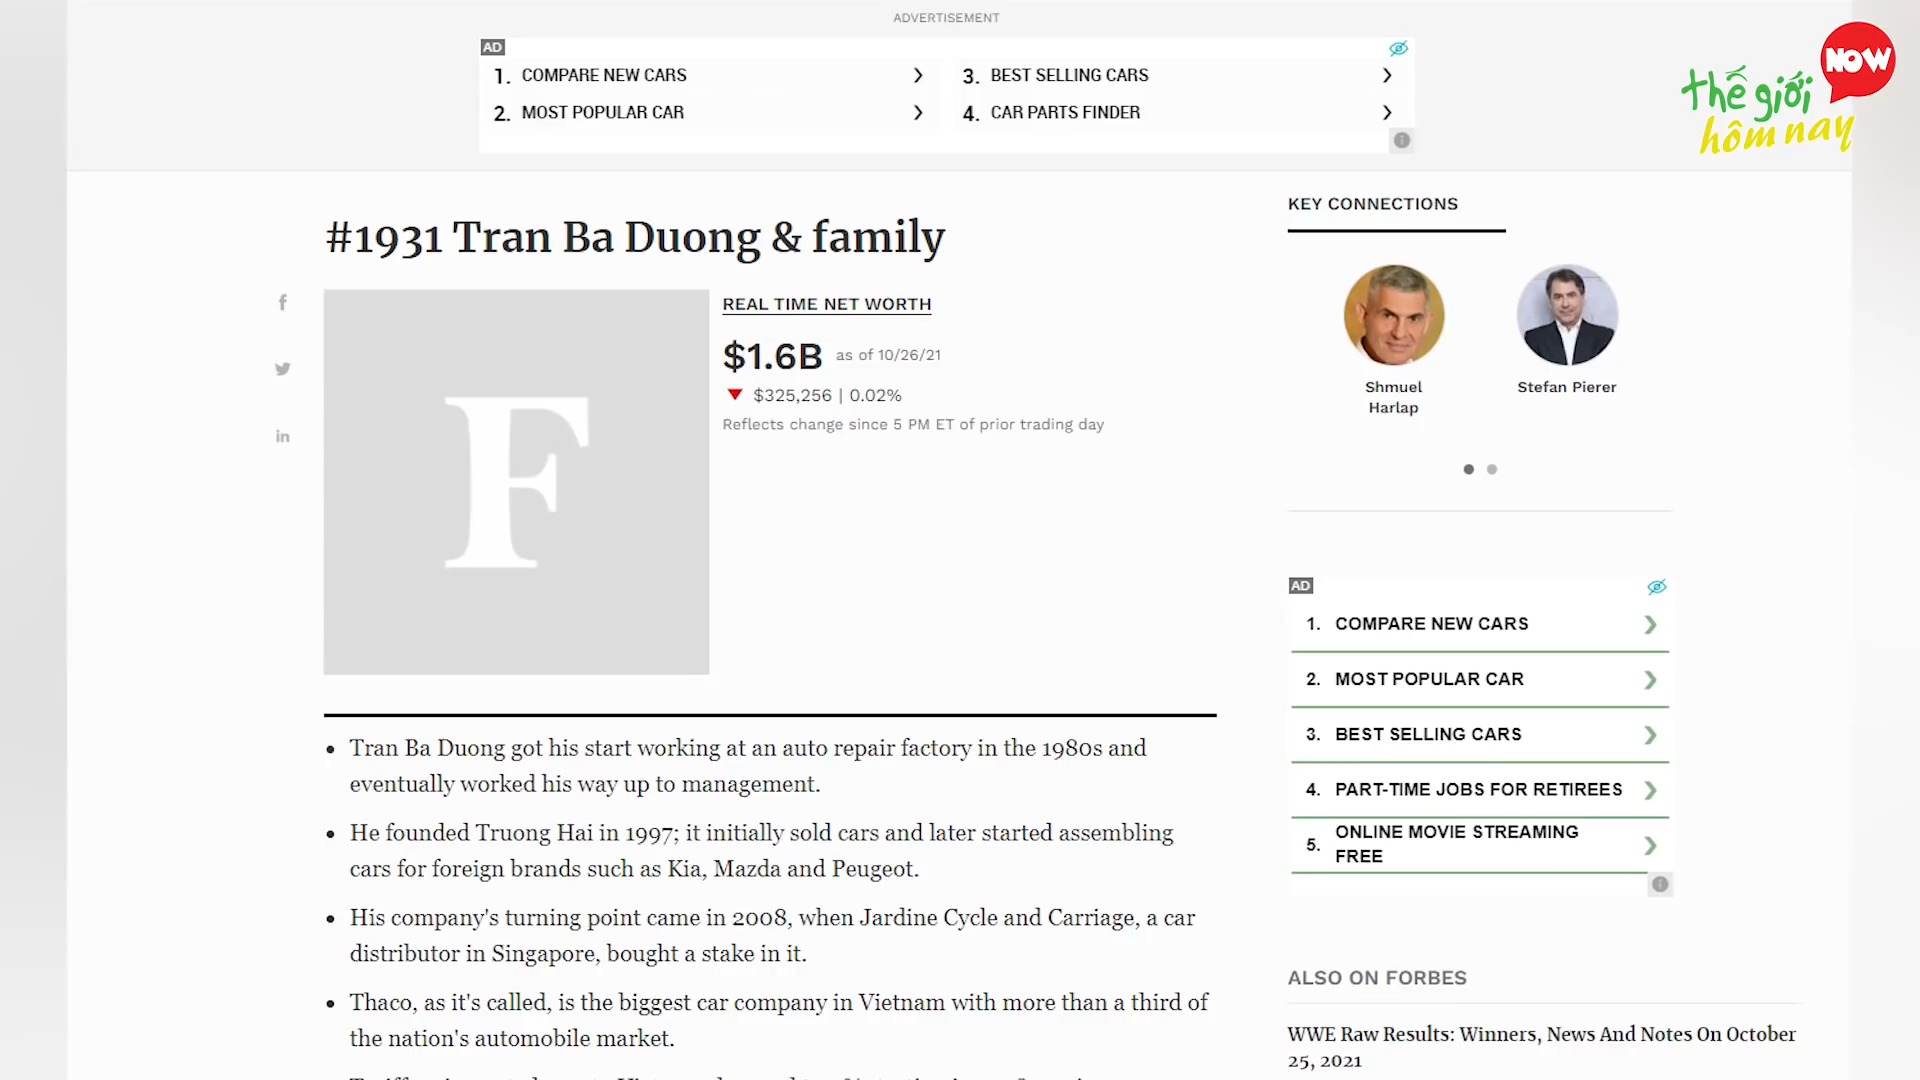 ADVERTISEMENT
AD
1. COMPARE NEW CARS
2. MOST POPULAR CAR
3. BEST SELLING CARS
4. CAR PARTS FINDER
NOW
thế giới
hôm nay
#1931 Tran Ba Duong & family
f
in
F
REAL TIME NET WORTH
$1.6B as of 10/26/21
$325,256 | 0.02%
Reflects change since 5 PM ET of prior trading day
• Tran Ba Duong got his start working at an auto repair factory in the 1980s and
eventually worked his way up to management.
• He founded Truong Hai in 1997; it initially sold cars and later started assembling
cars for foreign brands such as Kia, Mazda and Peugeot.
• His company's turning point came in 2008, when Jardine Cycle and Carriage, a car
distributor in Singapore, bought a stake in it.
• Thaco, as it's called, is the biggest car company in Vietnam with more than a third of
the nation's automobile market.
KEY CONNECTIONS
Shmuel
Harlap
Stefan Pierer
AD
1. COMPARE NEW CARS
2. MOST POPULAR CAR
3. BEST SELLING CARS
4. PART-TIME JOBS FOR RETIREES
5. ONLINE MOVIE STREAMING
FREE
ALSO ON FORBES
WWE Raw Results: Winners, News And Notes On October
25, 2021